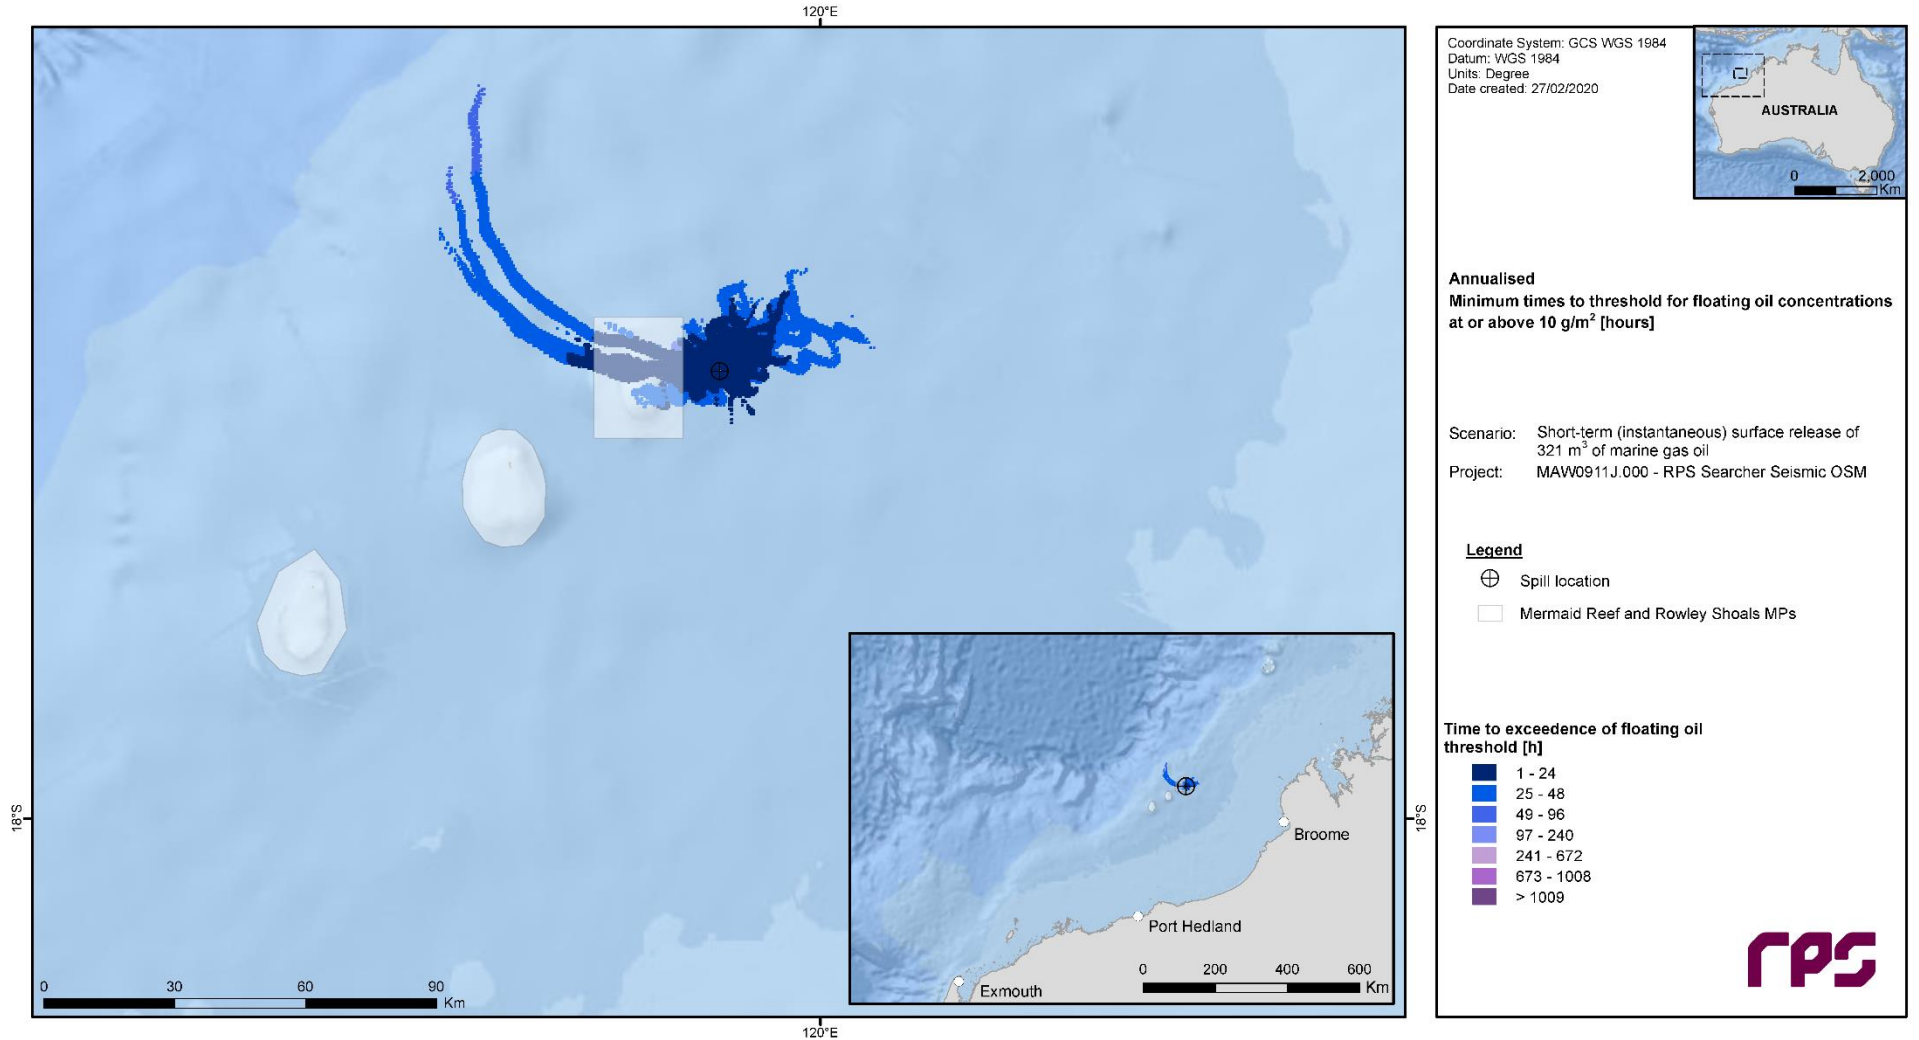 120°E
18°S
18°S
120°E
0 30 60 90 Km
Broome
Port Hedland
Exmouth
0 200 400 600 Km
Coordinate System: GCS WGS 1984
Datum: WGS 1984
Units: Degree
Date created: 27/02/2020
AUSTRALIA
0 2,000 Km
Annualised
Minimum times to threshold for floating oil concentrations
at or above 10 g/m² [hours]
Scenario: Short-term (instantaneous) surface release of
321 m³ of marine gas oil
Project: MAW0911J.000 - RPS Searcher Seismic OSM
Legend
Spill location
Mermaid Reef and Rowley Shoals MPs
Time to exceedence of floating oil
threshold [h]
1 - 24
25 - 48
49 - 96
97 - 240
241 - 672
673 - 1008
> 1009
rps